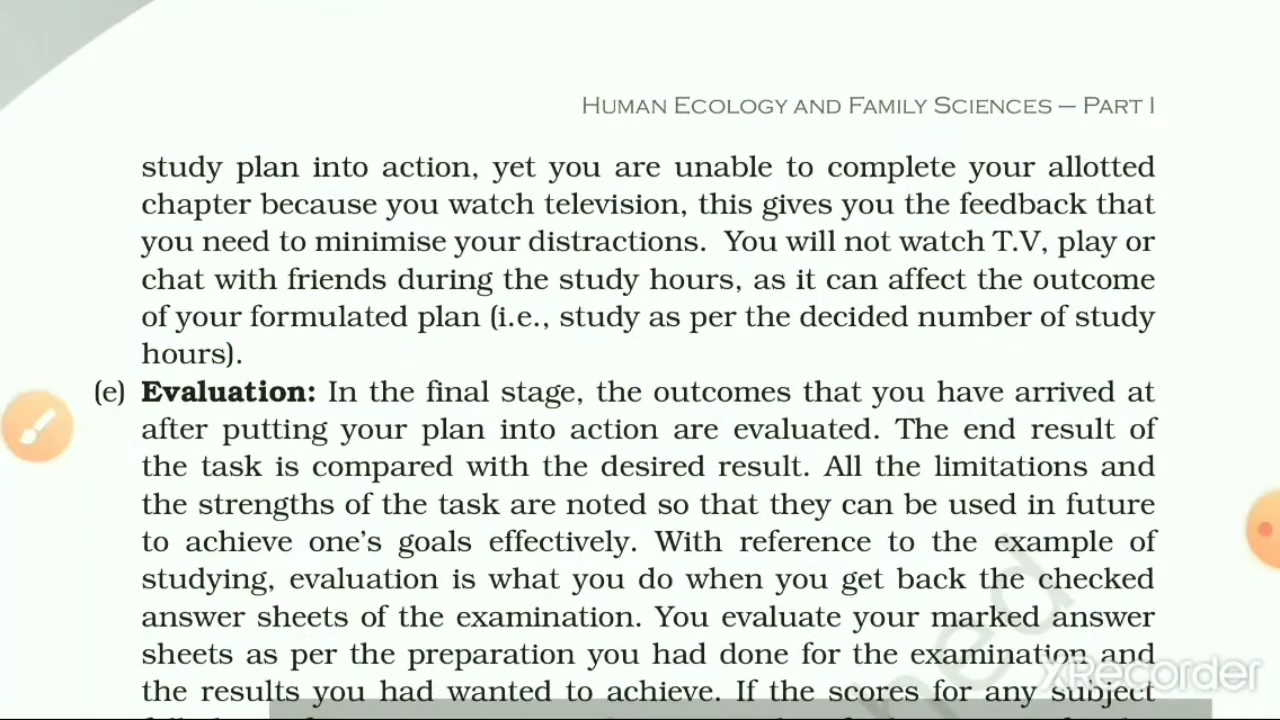 HUMAN ECOLOGY AND FAMILY SCIENCES – PART I
study plan into action, yet you are unable to complete your allotted
chapter because you watch television, this gives you the feedback that
you need to minimise your distractions. You will not watch T.V, play or
chat with friends during the study hours, as it can affect the outcome
of your formulated plan (i.e., study as per the decided number of study
hours).
(e) Evaluation: In the final stage, the outcomes that you have arrived at
after putting your plan into action are evaluated. The end result of
the task is compared with the desired result. All the limitations and
the strengths of the task are noted so that they can be used in future
to achieve one's goals effectively. With reference to the example of
studying, evaluation is what you do when you get back the checked
answer sheets of the examination. You evaluate your marked answer
sheets as per the preparation you had done for the examination and
the results you had wanted to achieve. If the scores for any subject
XRecorder